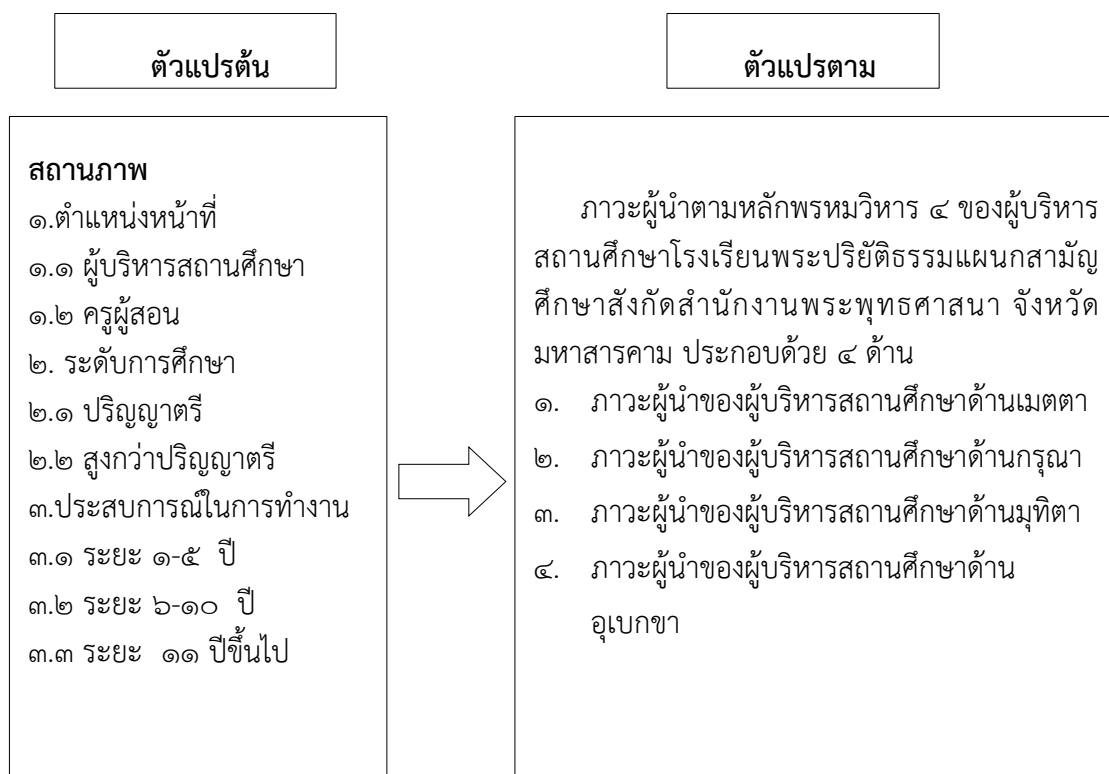 ตัวแปรต้น
ตัวแปรตาม
สถานภาพ
๑.ตำแหน่งหน้าที่
๑.๑ ผู้บริหารสถานศึกษา
๑.๒ ครูผู้สอน
๒. ระดับการศึกษา
๒.๑ ปริญญาตรี
๒.๒ สูงกว่าปริญญาตรี
๓.ประสบการณ์ในการทำงาน
๓.๑ ระยะ ๑-๕ ปี
๓.๒ ระยะ ๖-๑๐ ปี
๓.๓ ระยะ ๑๑ ปีขึ้นไป
ภาวะผู้นำตามหลักพรหมวิหาร ๔ ของผู้บริหาร
สถานศึกษาโรงเรียนพระปริยัติธรรมแผนกสามัญ
ศึกษาสังกัดสำนักงานพระพุทธศาสนา จังหวัด
มหาสารคาม ประกอบด้วย ๔ ด้าน
๑. ภาวะผู้นำของผู้บริหารสถานศึกษาด้านเมตตา
๒. ภาวะผู้นำของผู้บริหารสถานศึกษาด้านกรุณา
๓. ภาวะผู้นำของผู้บริหารสถานศึกษาด้านมุทิตา
๔. ภาวะผู้นำของผู้บริหารสถานศึกษาด้าน
อุเบกขา